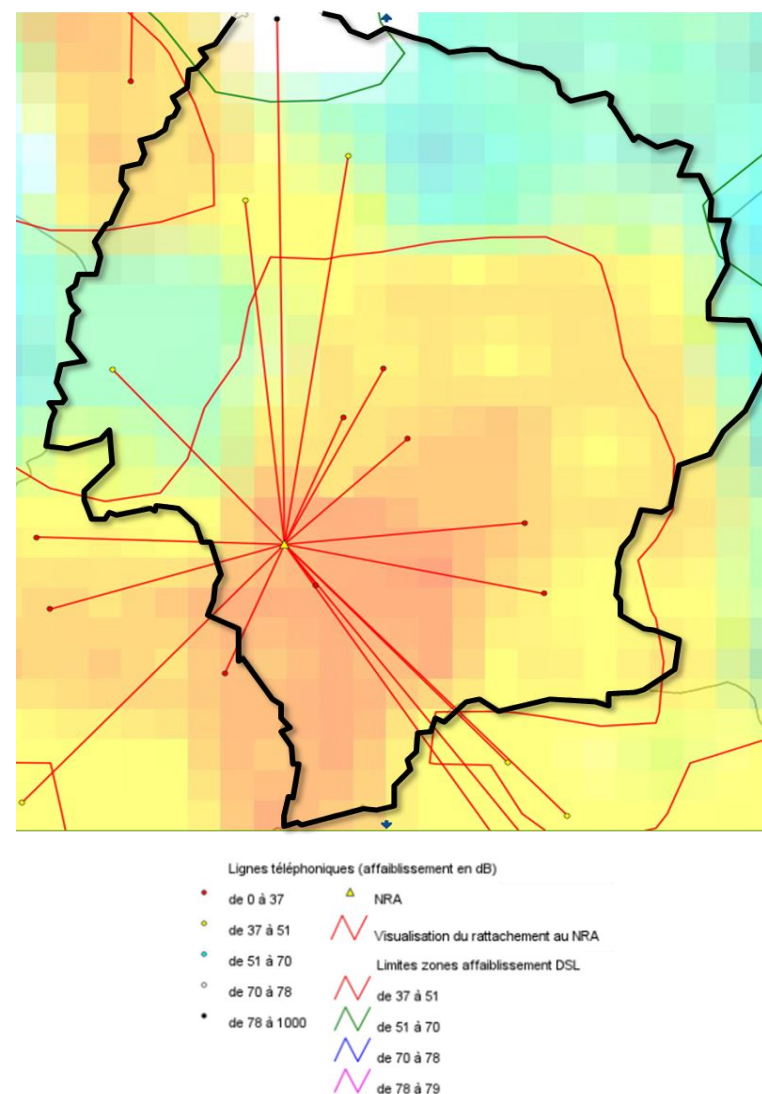 Lignes téléphoniques (affaiblissement en dB)
de 0 à 37
NRA
de 37 à 51
Visualisation du rattachement au NRA
de 51 à 70
Limites zones affaiblissement DSL
de 70 à 78
de 37 à 51
de 78 à 1000
de 51 à 70
de 70 à 78
de 78 à 79